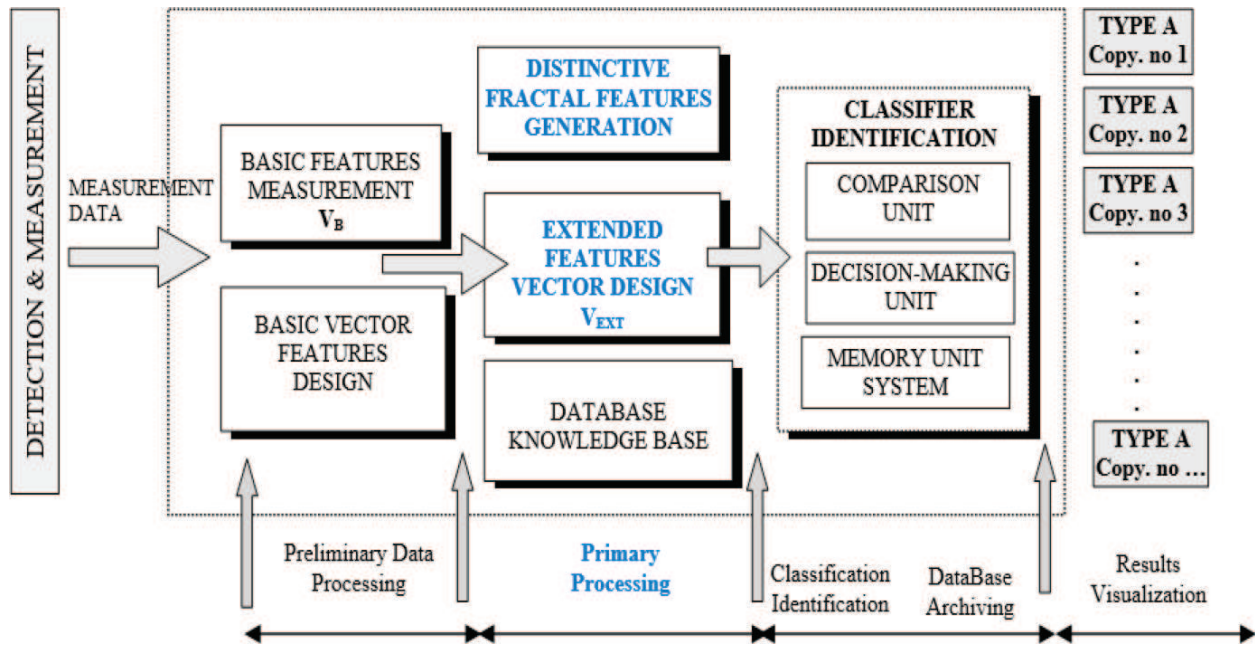 DETECTION & MEASUREMENT
MEASUREMENT
DATA
BASIC FEATURES
MEASUREMENT
V_B
BASIC VECTOR
FEATURES
DESIGN
DISTINCTIVE
FRACTAL FEATURES
GENERATION
EXTENDED
FEATURES
VECTOR DESIGN
V_EXT
DATABASE
KNOWLEDGE BASE
CLASSIFIER
IDENTIFICATION
COMPARISON
UNIT
DECISION-MAKING
UNIT
MEMORY UNIT
SYSTEM
TYPE A
Copy. no 1
TYPE A
Copy. no 2
TYPE A
Copy. no 3
.
.
.
.
.
.
TYPE A
Copy. no ...
Preliminary Data
Processing
Primary
Processing
Classification
Identification
DataBase
Archiving
Results
Visualization